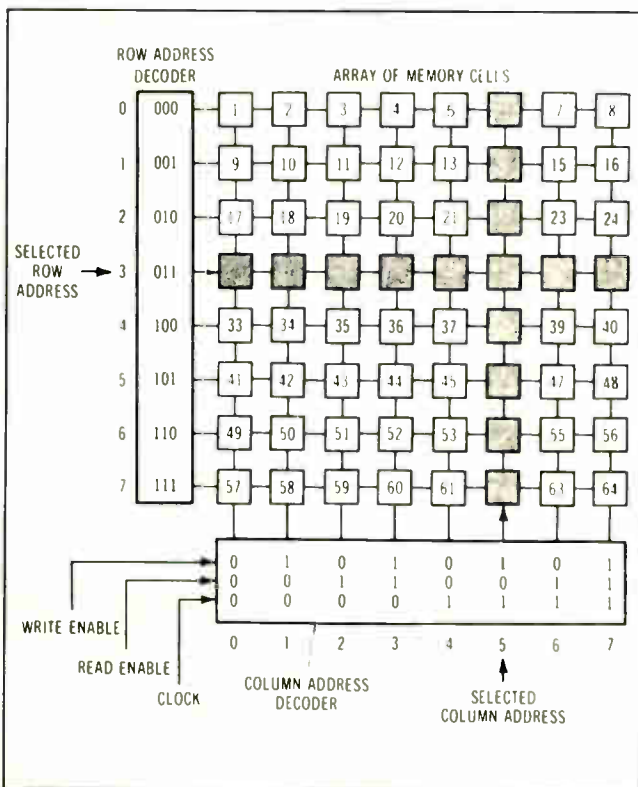 ROW ADDRESS DECODER
ARRAY OF MEMORY CELLS
0 000 1 2 3 4 5 7 8
1 001 9 10 11 12 13 15 16
2 010 17 18 19 20 21 23 24
SELECTED ROW ADDRESS
3 011
4 100 33 34 35 36 37 39 40
5 101 41 42 43 44 45 47 48
6 110 49 50 51 52 53 55 56
7 111 57 58 59 60 61 63 64
0 1 0 1 0 1 0 1
0 0 1 1 0 0 1 1
0 0 0 0 1 1 1 1
WRITE ENABLE
READ ENABLE
CLOCK
0 1 2 3 4 5 6 7
COLUMN ADDRESS DECODER
SELECTED COLUMN ADDRESS